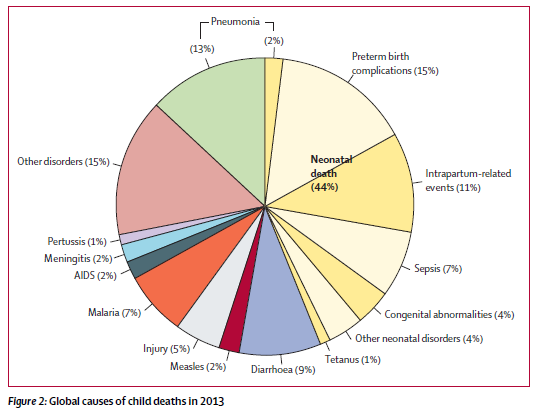 Pneumonia
(13%)
(2%)
Preterm birth
complications (15%)
Neonatal
death
(44%)
Intrapartum-related
events (11%)
Sepsis (7%)
Congenital abnormalities (4%)
Other neonatal disorders (4%)
Tetanus (1%)
Diarrhoea (9%)
Measles (2%)
Injury (5%)
Malaria (7%)
AIDS (2%)
Meningitis (2%)
Pertussis (1%)
Other disorders (15%)
Figure 2: Global causes of child deaths in 2013